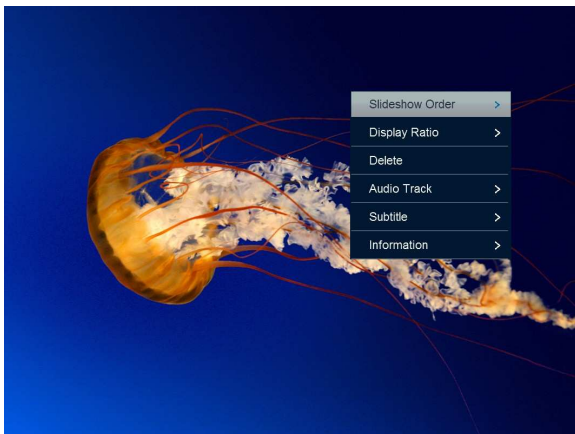 Slideshow Order
Display Ratio
Delete
Audio Track
Subtitle
Information